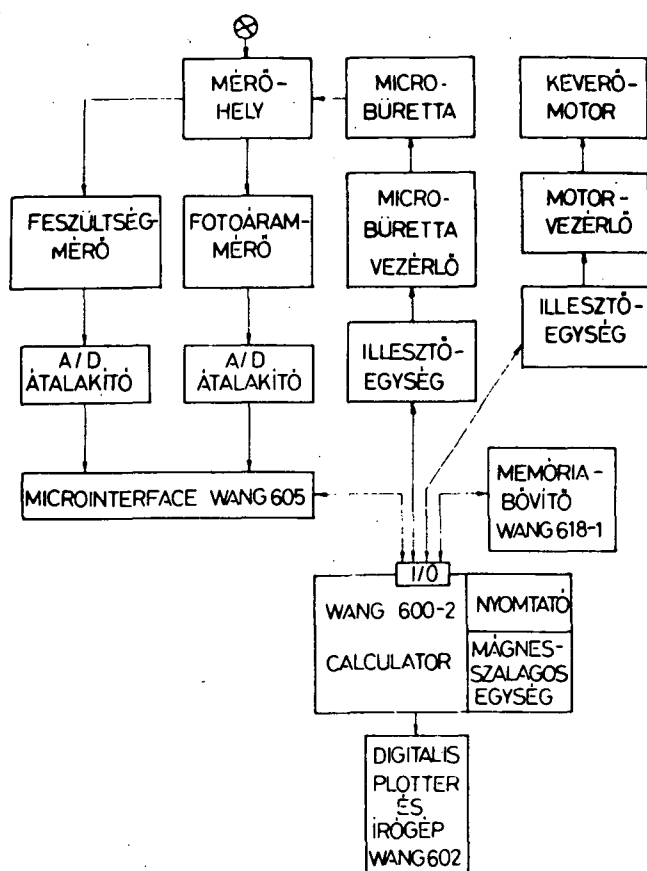 MÉRŐ-
HELY
MICRO-
BÜRETTA
KEVERŐ-
MOTOR
FESZÜLTSÉG-
MÉRŐ
FOTOÁRAM-
MÉRŐ
MICRO-
BÜRETTA
VEZÉRLŐ
MOTOR-
VEZÉRLŐ
A/D
ÁTALAKÍTÓ
A/D
ÁTALAKÍTÓ
ILLESZTŐ-
EGYSÉG
ILLESZTŐ-
EGYSÉG
MICROINTERFACE WANG 605
MEMÓRIA-
BŐVÍTŐ
WANG 618-1
I/O
WANG 600-2
CALCULATOR
NYOMTATÓ
MÁGNES-
SZALAGOS
EGYSÉG
DIGITALIS
PLOTTER
ÉS
ÍRÓGÉP
WANG 602